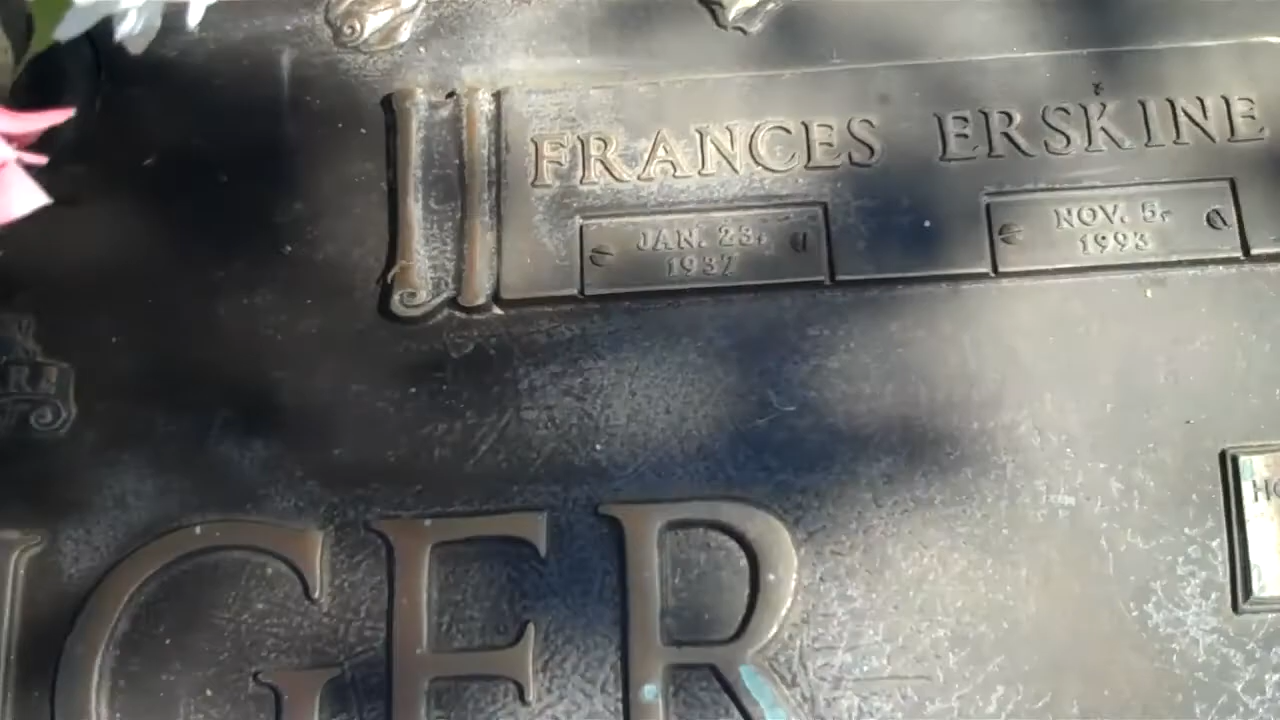 FRANCES ERSKINE
JAN. 23,
1937
NOV. 5,
1993
GER